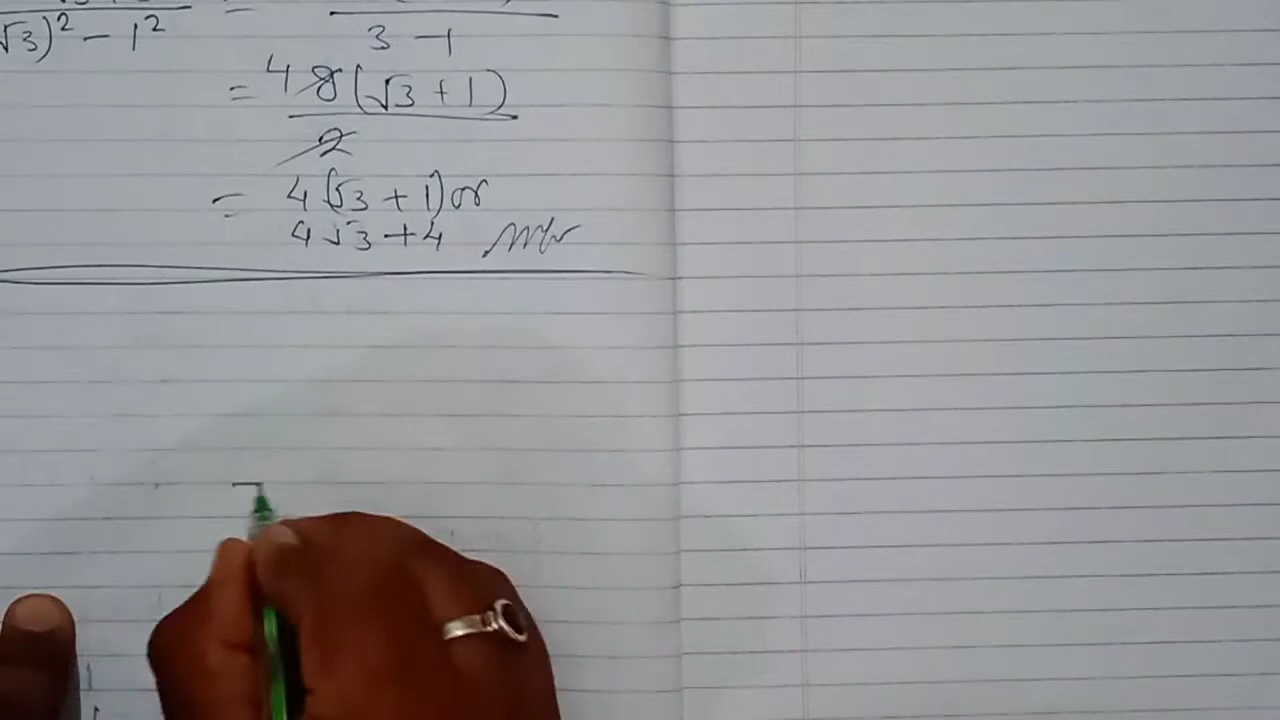 √3)² - 1² = 3 - 1
= 4 8(√3 + 1)
2
= 4(√3 + 1) or
4√3 + 4